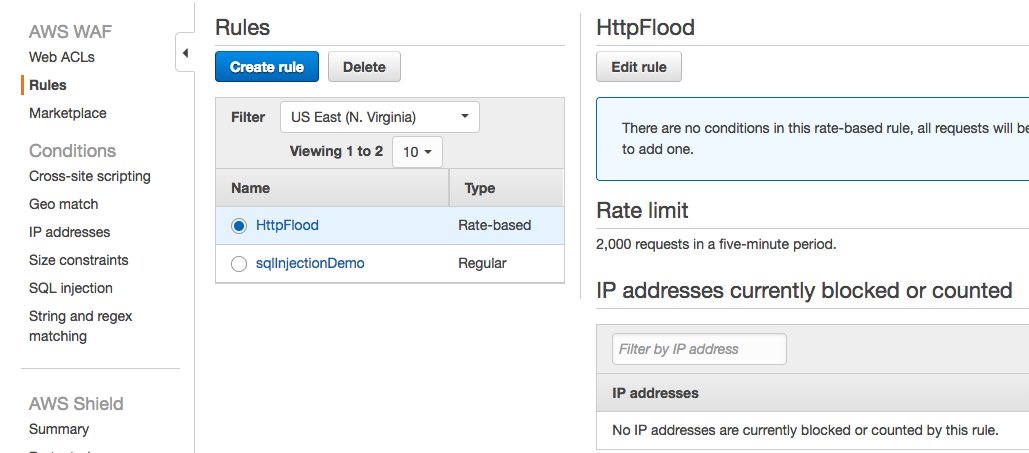 AWS WAF
Web ACLs
Rules
Marketplace
Conditions
Cross-site scripting
Geo match
IP addresses
Size constraints
SQL injection
String and regex
matching
AWS Shield
Summary
Rules
Create rule
Delete
Filter
US East (N. Virginia)
Viewing 1 to 2
10
Name
Type
HttpFlood
Rate-based
sqlInjectionDemo
Regular
HttpFlood
Edit rule
There are no conditions in this rate-based rule, all requests will be
to add one.
Rate limit
2,000 requests in a five-minute period.
IP addresses currently blocked or counted
Filter by IP address
IP addresses
No IP addresses are currently blocked or counted by this rule.